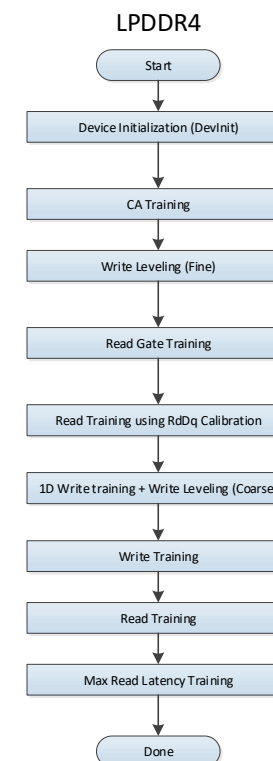 LPDDR4
Start
Device Initialization (DevInit)
CA Training
Write Leveling (Fine)
Read Gate Training
Read Training using RdDq Calibration
1D Write training + Write Leveling (Coarse
Write Training
Read Training
Max Read Latency Training
Done